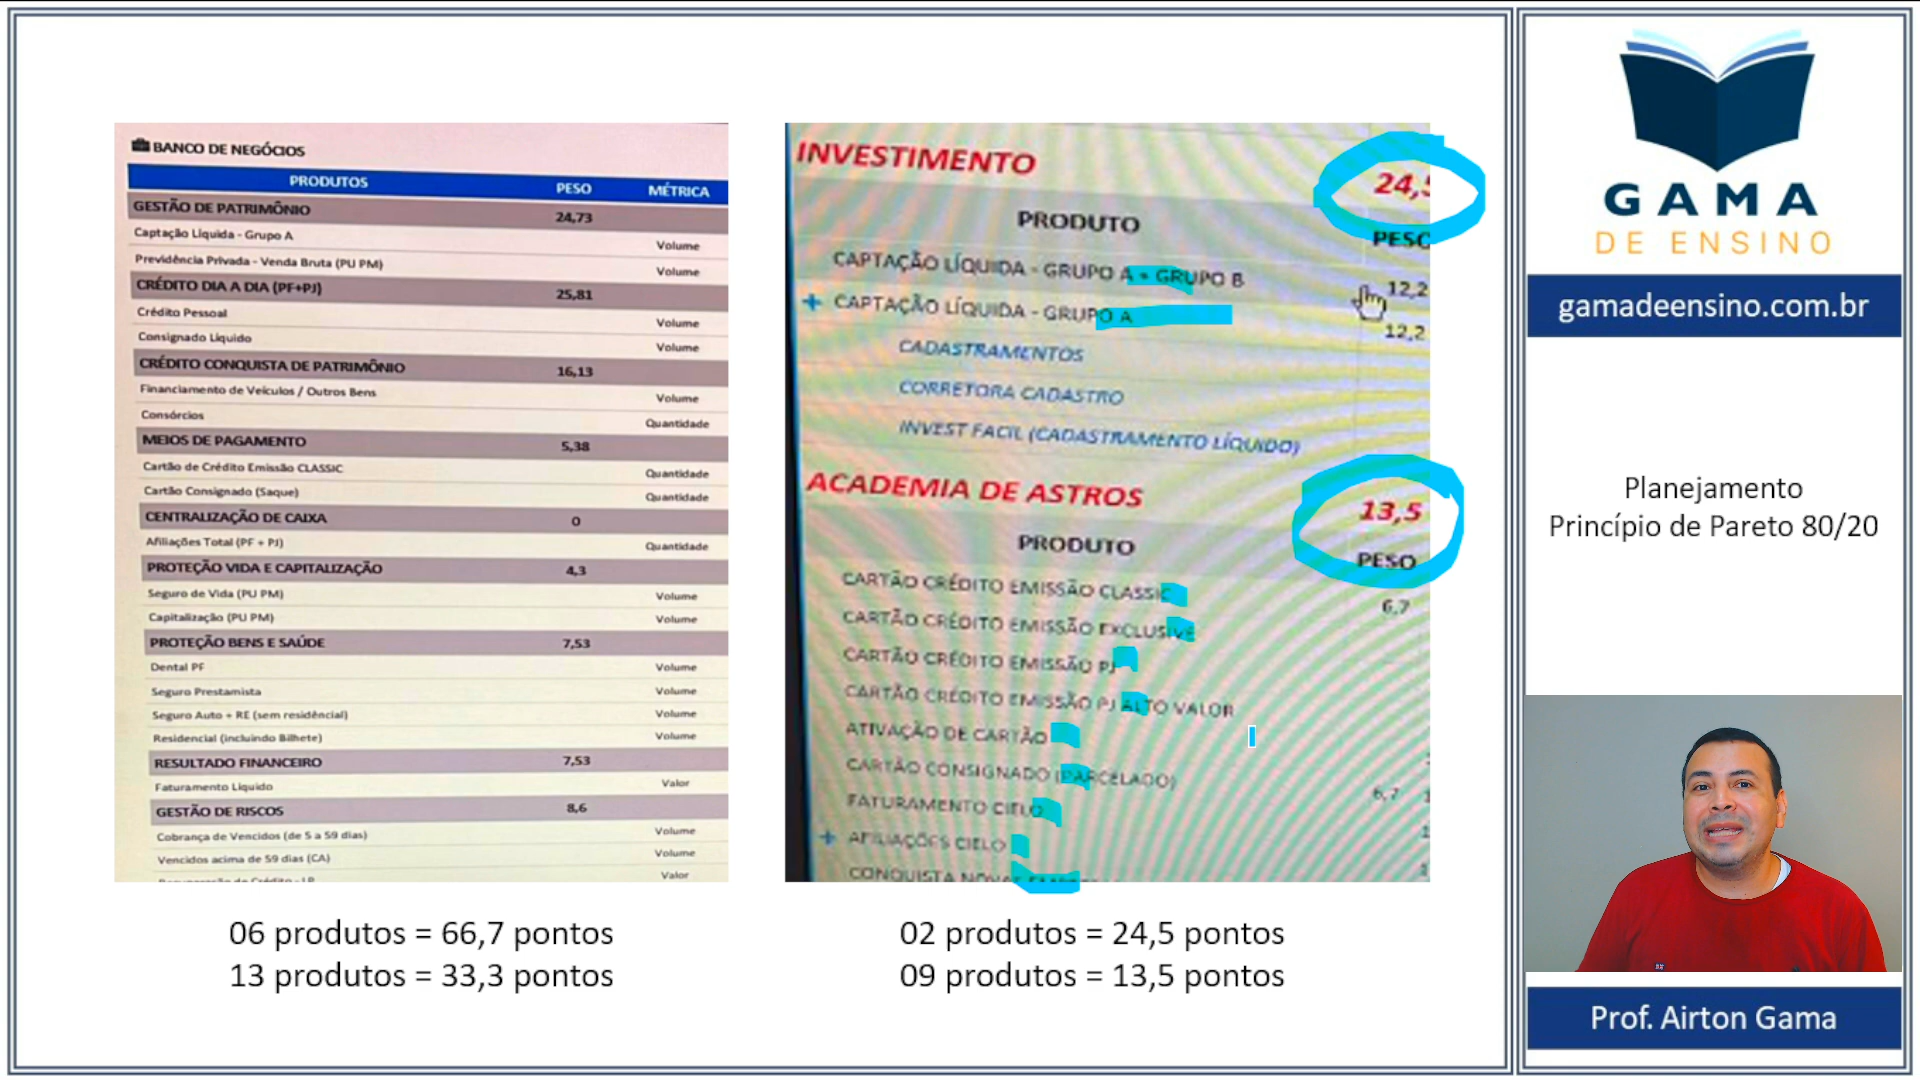 BANCO DE NEGÓCIOS
PRODUTOS PESO MÉTRICA
GESTÃO DE PATRIMÔNIO 24,73
Captação Líquida - Grupo A Volume
Previdência Privada - Venda Bruta (PU PM) Volume
CRÉDITO DIA A DIA (PF+PJ) 25,81
Crédito Pessoal Volume
Consignado Líquido Volume
CRÉDITO CONQUISTA DE PATRIMÔNIO 16,13
Financiamento de Veículos / Outros Bens Volume
Consórcios Quantidade
MEIOS DE PAGAMENTO 5,38
Cartão de Crédito Emissão CLASSIC Quantidade
Cartão Consignado (Saque) Quantidade
CENTRALIZAÇÃO DE CAIXA 0
Afiliações Total (PF + PJ) Quantidade
PROTEÇÃO VIDA E CAPITALIZAÇÃO 4,3
Seguro de Vida (PU PM) Volume
Capitalização (PU PM) Volume
PROTEÇÃO BENS E SAÚDE 7,53
Dental PF Volume
Seguro Prestamista Volume
Seguro Auto + RE (sem residêncial) Volume
Residencial (incluindo Bilhete) Volume
RESULTADO FINANCEIRO 7,53
Faturamento Líquido Valor
GESTÃO DE RISCOS 8,6
Cobrança de Vencidos (de 5 a 59 dias) Volume
Vencidos acima de 59 dias (CA) Volume
Valor
06 produtos = 66,7 pontos
13 produtos = 33,3 pontos
INVESTIMENTO 24,5
PRODUTO PESO
CAPTAÇÃO LÍQUIDA - GRUPO A + GRUPO B 12,2
+ CAPTAÇÃO LÍQUIDA - GRUPO A 12,2
CADASTRAMENTOS
CORRETORA CADASTRO
INVEST FACIL (CADASTRAMENTO LÍQUIDO)
ACADEMIA DE ASTROS 13,5
PRODUTO PESO
CARTÃO CRÉDITO EMISSÃO CLASSIC 6,7
CARTÃO CRÉDITO EMISSÃO EXCLUSIVE
CARTÃO CRÉDITO EMISSÃO PJ
CARTÃO CRÉDITO EMISSÃO PJ ALTO VALOR
ATIVAÇÃO DE CARTÃO
CARTÃO CONSIGNADO (PARCELADO) 6,7
FATURAMENTO CIELO
+ AFILIAÇÕES CIELO
CONQUISTA
02 produtos = 24,5 pontos
09 produtos = 13,5 pontos
GAMA
DE ENSINO
gamadeensino.com.br
Planejamento
Princípio de Pareto 80/20
Prof. Airton Gama